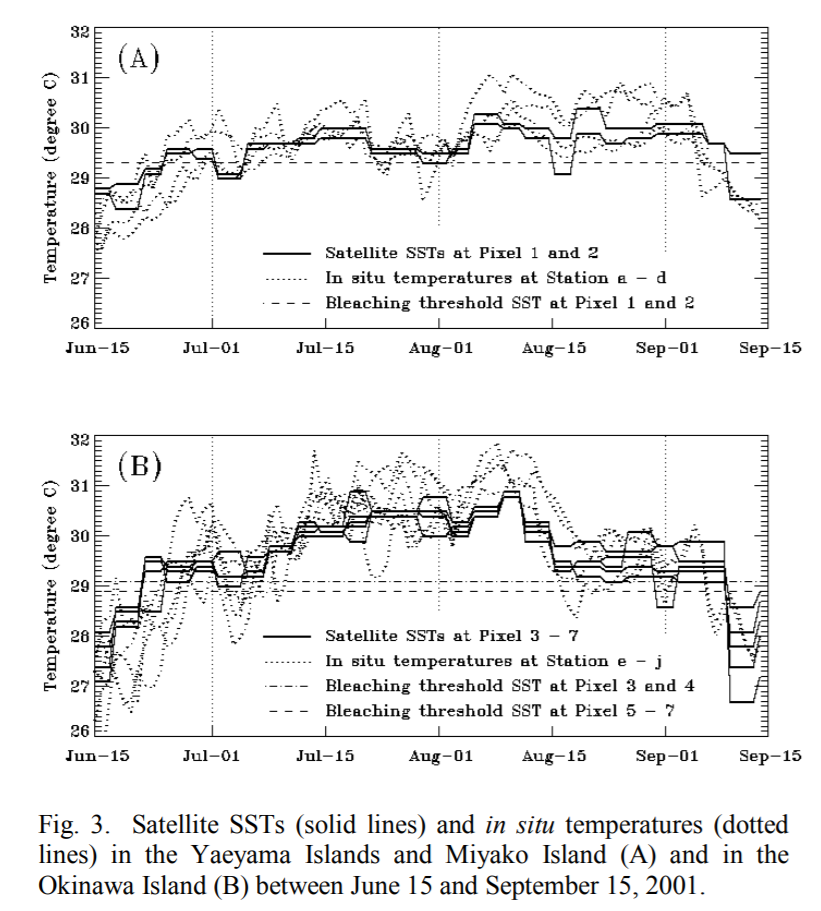 32
(A)
31
30
29
28
27
26
Temperature (degree C)
Satellite SSTs at Pixel 1 and 2
In situ temperatures at Station a - d
Bleaching threshold SST at Pixel 1 and 2
Jun-15 Jul-01 Jul-15 Aug-01 Aug-15 Sep-01 Sep-15
32
(B)
31
30
29
28
27
26
Temperature (degree C)
Satellite SSTs at Pixel 3 - 7
In situ temperatures at Station e - j
Bleaching threshold SST at Pixel 3 and 4
Bleaching threshold SST at Pixel 5 - 7
Jun-15 Jul-01 Jul-15 Aug-01 Aug-15 Sep-01 Sep-15
Fig. 3. Satellite SSTs (solid lines) and in situ temperatures (dotted
lines) in the Yaeyama Islands and Miyako Island (A) and in the
Okinawa Island (B) between June 15 and September 15, 2001.